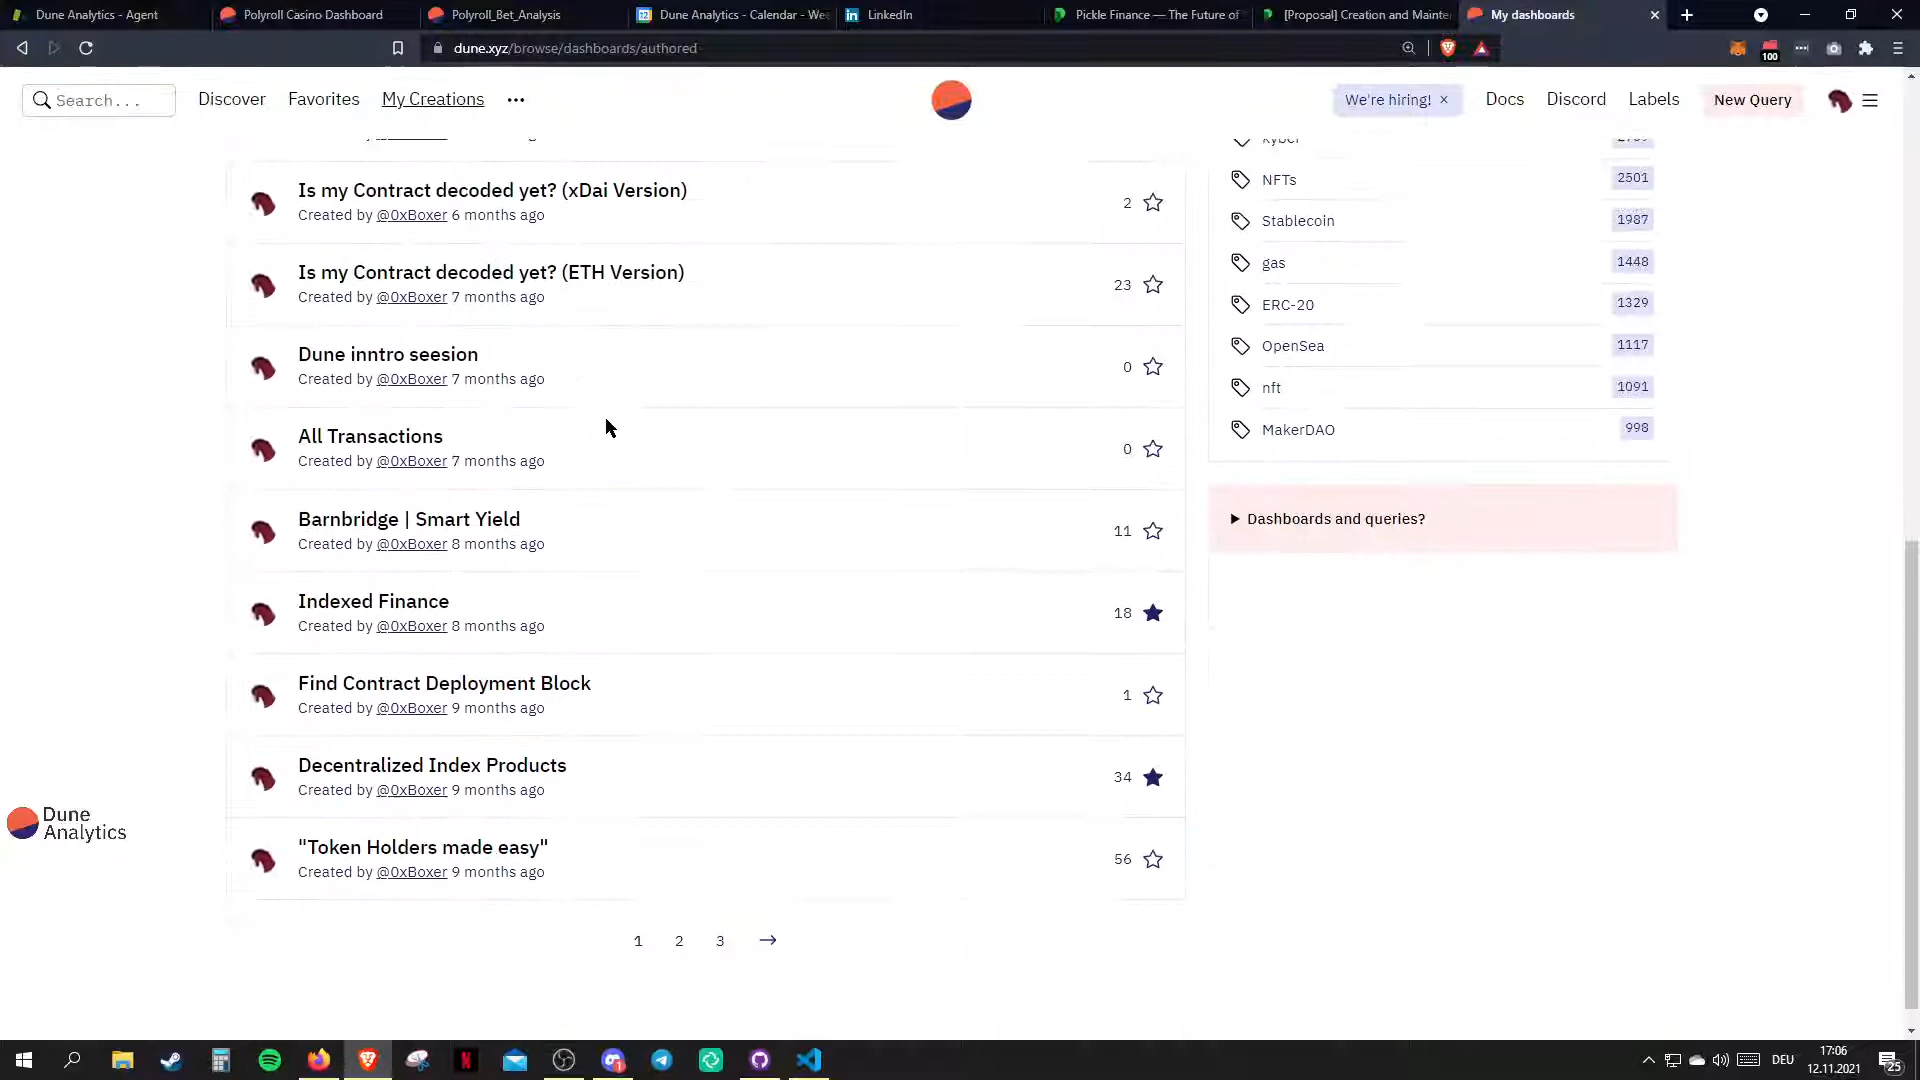 Dune Analytics - Agent
Polyroll Casino Dashboard
Polyroll_Bet_Analysis
Dune Analytics - Calendar - Wee
LinkedIn
Pickle Finance — The Future of
[Proposal] Creation and Mainte
My dashboards
dune.xyz/browse/dashboards/authored
100
Search...
Discover
Favorites
My Creations
We're hiring! ×
Docs
Discord
Labels
New Query
Is my Contract decoded yet? (xDai Version)
Created by @0xBoxer 6 months ago
2
Is my Contract decoded yet? (ETH Version)
Created by @0xBoxer 7 months ago
23
Dune inntro seesion
Created by @0xBoxer 7 months ago
0
All Transactions
Created by @0xBoxer 7 months ago
0
Barnbridge | Smart Yield
Created by @0xBoxer 8 months ago
11
Indexed Finance
Created by @0xBoxer 8 months ago
18
Find Contract Deployment Block
Created by @0xBoxer 9 months ago
1
Decentralized Index Products
Created by @0xBoxer 9 months ago
34
"Token Holders made easy"
Created by @0xBoxer 9 months ago
56
1 2 3
kyber
NFTs 2501
Stablecoin 1987
gas 1448
ERC-20 1329
OpenSea 1117
nft 1091
MakerDAO 998
Dashboards and queries?
Dune
Analytics
DEU
17:06
12.11.2021
25